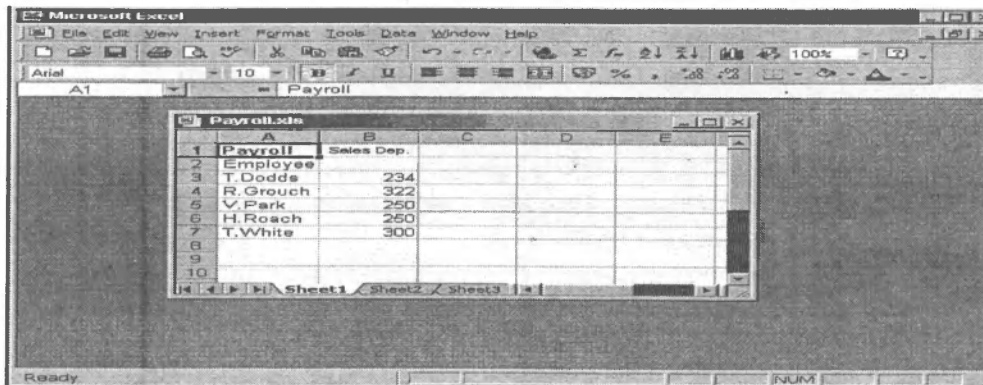 Microsoft Excel
File Edit View Insert Format Tools Data Window Help
100%
Arial 10 B I U % ,
A1 = Payroll
Payroll.xls
A B C D E
1 Payroll Sales Dep.
2 Employee
3 T.Dodds 234
4 R.Grouch 322
5 V.Park 250
6 H.Roach 250
7 T.White 300
8
9
10
Sheet1 Sheet2 Sheet3
Ready NUM